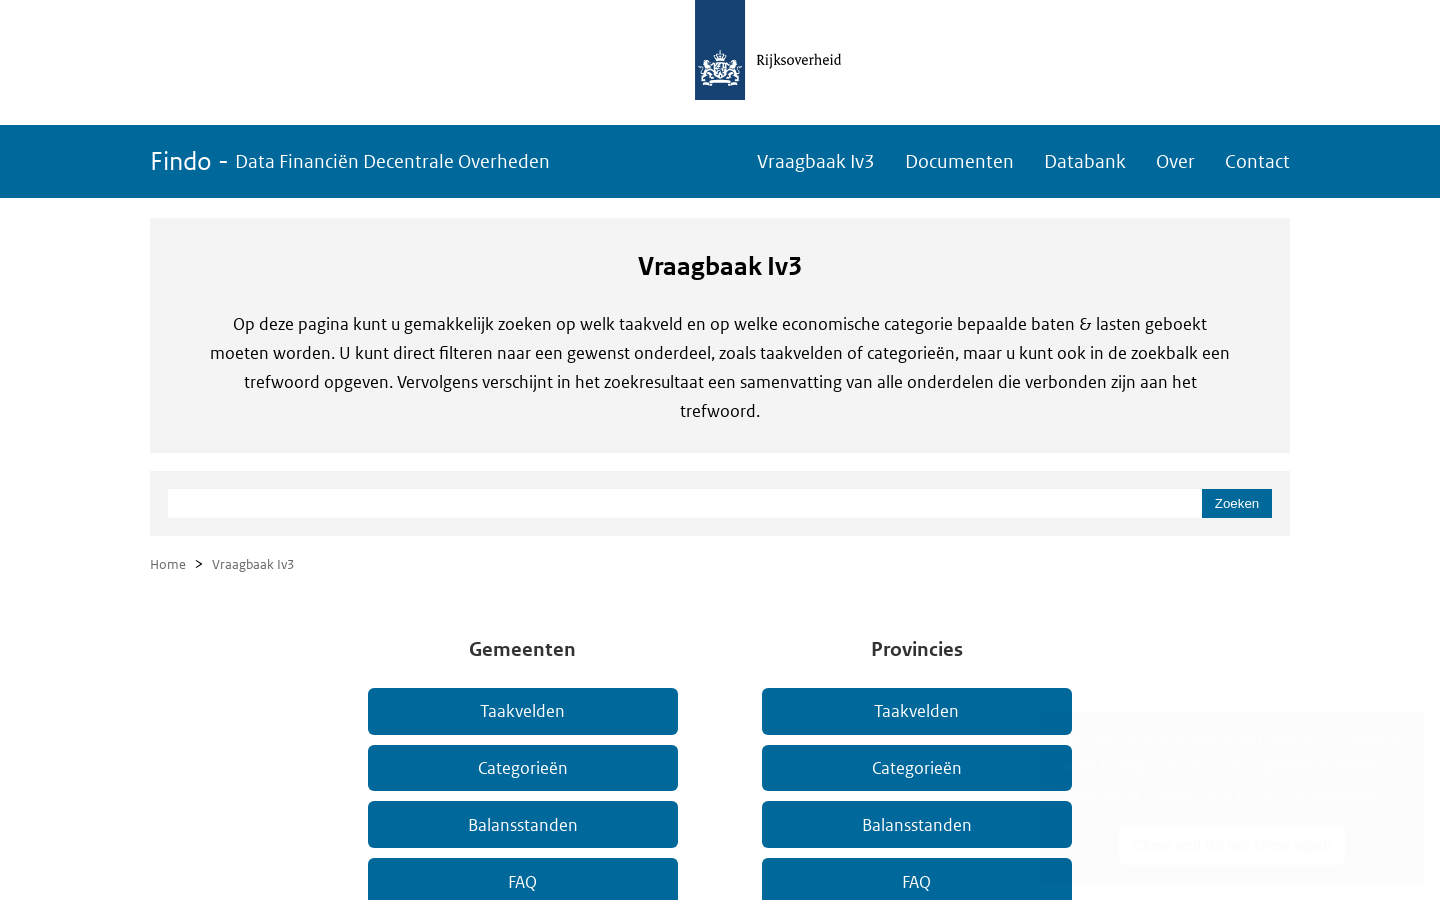 Rijksoverheid
Findo - Data Financiën Decentrale Overheden
Vraagbaak Iv3
Documenten
Databank
Over
Contact
Vraagbaak Iv3
Op deze pagina kunt u gemakkelijk zoeken op welk taakveld en op welke economische categorie bepaalde baten & lasten geboekt
moeten worden. U kunt direct filteren naar een gewenst onderdeel, zoals taakvelden of categorieën, maar u kunt ook in de zoekbalk een
trefwoord opgeven. Vervolgens verschijnt in het zoekresultaat een samenvatting van alle onderdelen die verbonden zijn aan het
trefwoord.
Zoeken
Home > Vraagbaak Iv3
Gemeenten
Taakvelden
Categorieën
Balansstanden
FAQ
Provincies
Taakvelden
Categorieën
Balansstanden
FAQ